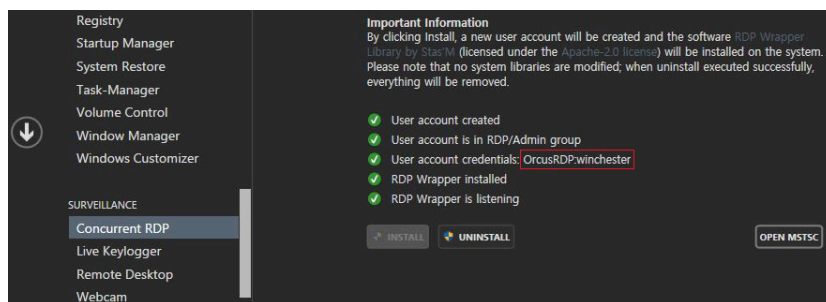 Registry
Startup Manager
System Restore
Task-Manager
Volume Control
Window Manager
Windows Customizer
SURVEILLANCE
Concurrent RDP
Live Keylogger
Remote Desktop
Webcam
Important Information
By clicking Install, a new user account will be created and the software RDP Wrapper
Library by Stas'M (licensed under the Apache-2.0 license) will be installed on the system.
Please note that no system libraries are modified; when uninstall executed successfully,
everything will be removed.
User account created
User account is in RDP/Admin group
User account credentials: OrcusRDP:winchester
RDP Wrapper installed
RDP Wrapper is listening
INSTALL
UNINSTALL
OPEN MSTSC